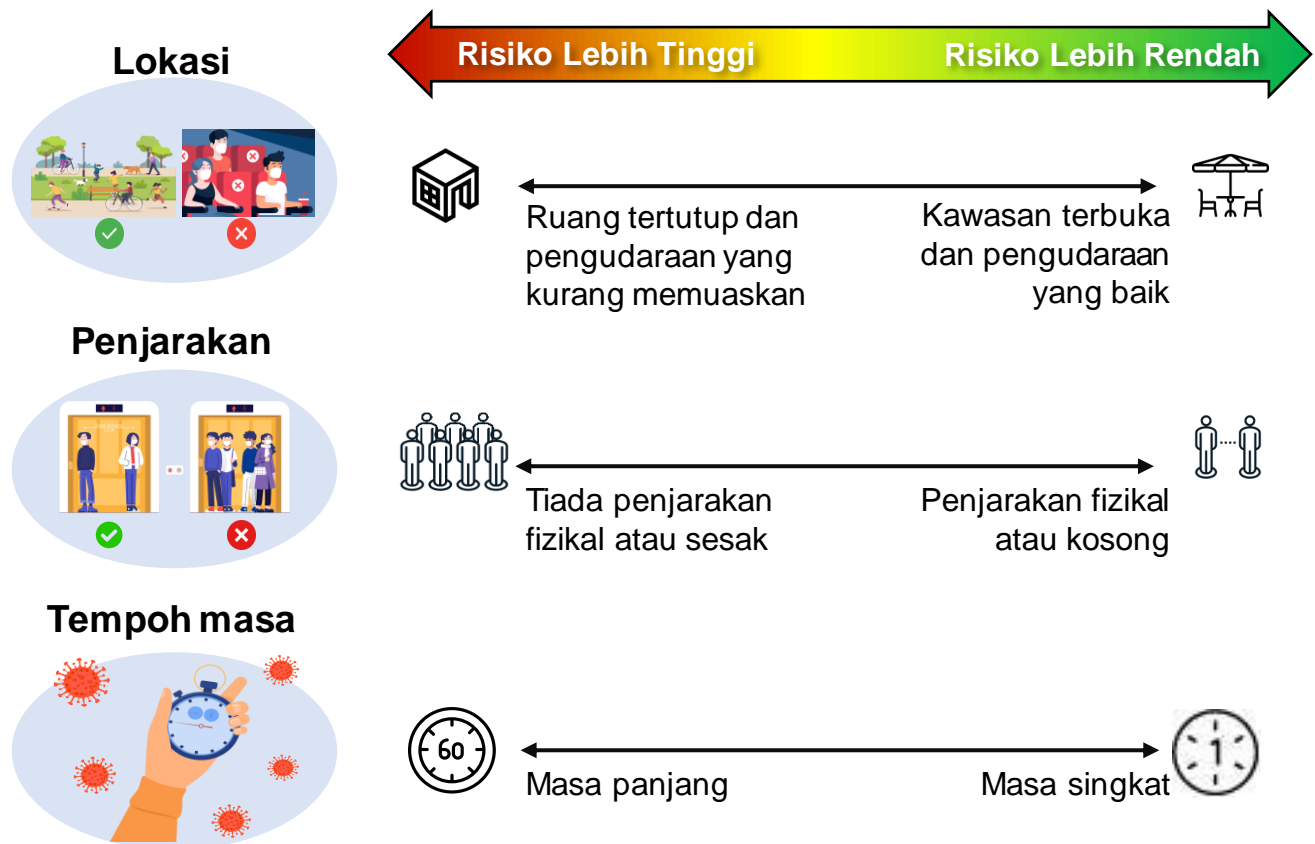 Risiko Lebih Tinggi
Risiko Lebih Rendah
Lokasi
Ruang tertutup dan
pengudaraan yang
kurang memuaskan
Kawasan terbuka
dan pengudaraan
yang baik
Penjarakan
Tiada penjarakan
fizikal atau sesak
Penjarakan fizikal
atau kosong
Tempoh masa
60
Masa panjang
Masa singkat
1